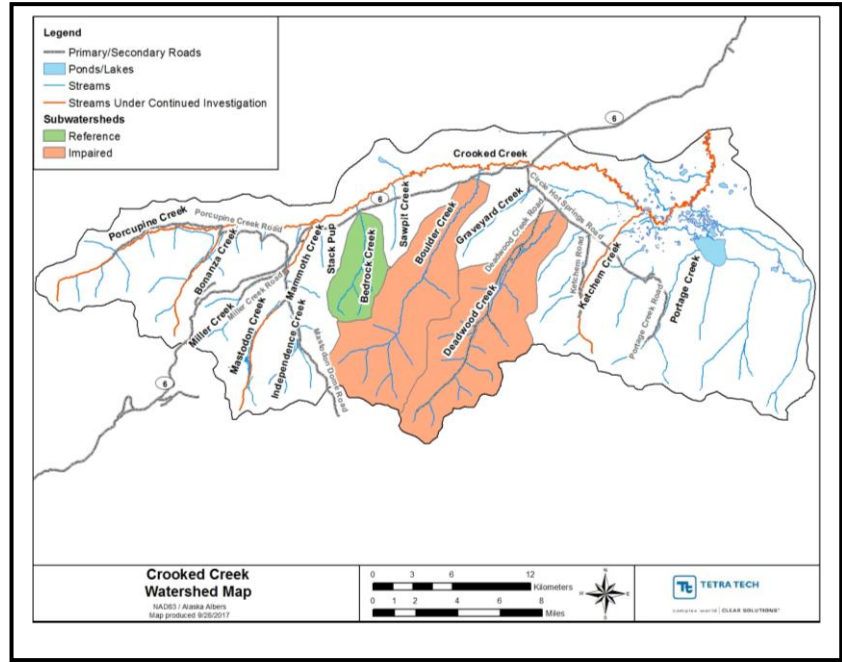 Legend
Primary/Secondary Roads
Ponds/Lakes
Streams
Streams Under Continued Investigation
Subwatersheds
Reference
Impaired
6
Crooked Creek
6
Porcupine Creek
Porcupine Creek Road
Bonanza Creek
Miller Creek
Miller Creek Road
Mammoth Creek
Mastodon Creek
Independence Creek
Mastodon Dome Road
Stack Pup
Bedrock Creek
Sawpit Creek
Boulder Creek
Graveyard Creek
Deadwood Creek Road
Deadwood Creek
Circle Hot Springs Road
Ketchem Road
Ketchem Creek
Portage Creek Road
Portage Creek
6
Crooked Creek
Watershed Map
NAD83 / Alaska Albers
Map produced 9/26/2017
0 3 6 12
Kilometers
0 1 2 4 6 8
Miles
N
W E
S
Tt TETRA TECH
complex world | CLEAR SOLUTIONS™